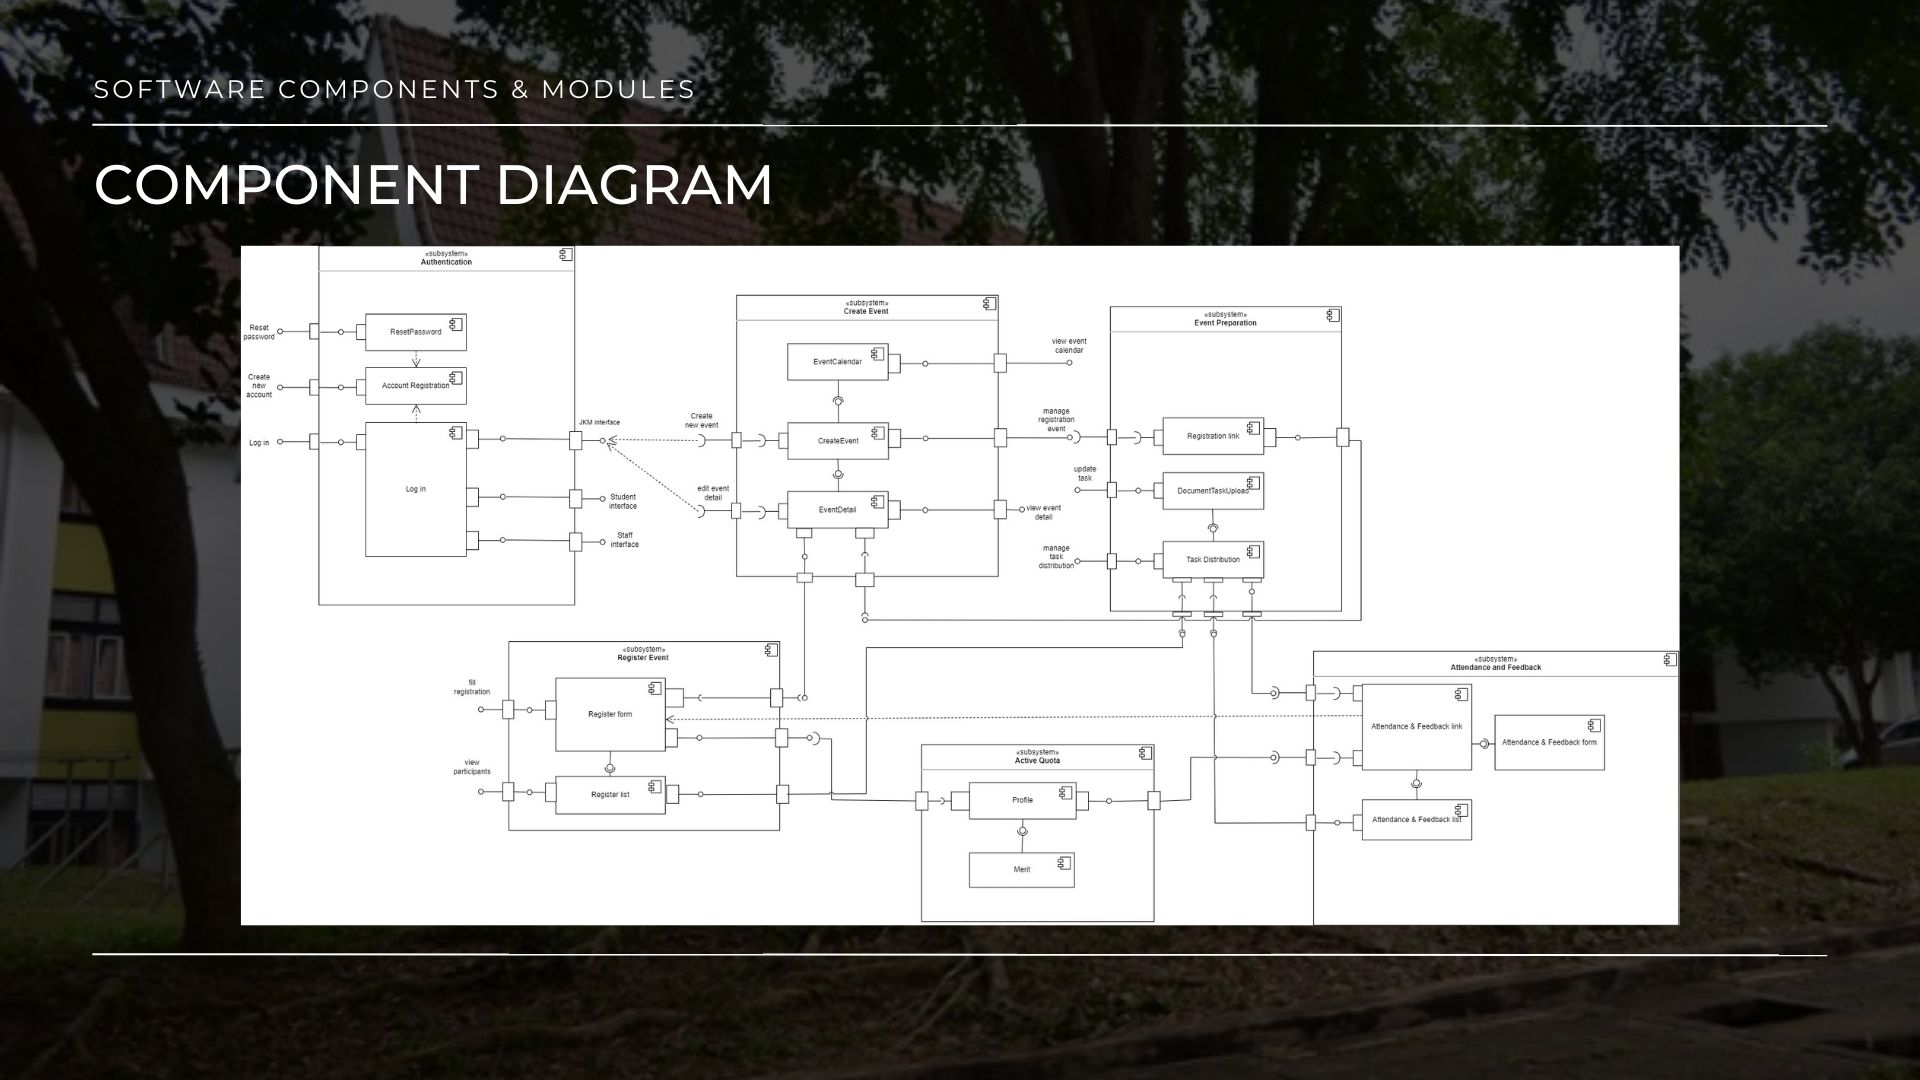 SOFTWARE COMPONENTS & MODULES
COMPONENT DIAGRAM
«subsystem»
Authentication
Reset
password
ResetPassword
Create
new
account
Account Registration
Log in
Log in
JKM interface
Student
interface
Staff
interface
«subsystem»
Create Event
EventCalendar
view event
calendar
Create
new event
CreateEvent
manage
registration
event
edit event
detail
EventDetail
view event
detail
«subsystem»
Event Preparation
Registration link
update
task
DocumentTaskUpload
manage
task
distribution
Task Distribution
«subsystem»
Register Event
fill
registration
Register form
view
participants
Register list
«subsystem»
Active Quota
Profile
Merit
«subsystem»
Attendance and Feedback
Attendance & Feedback link
Attendance & Feedback form
Attendance & Feedback list